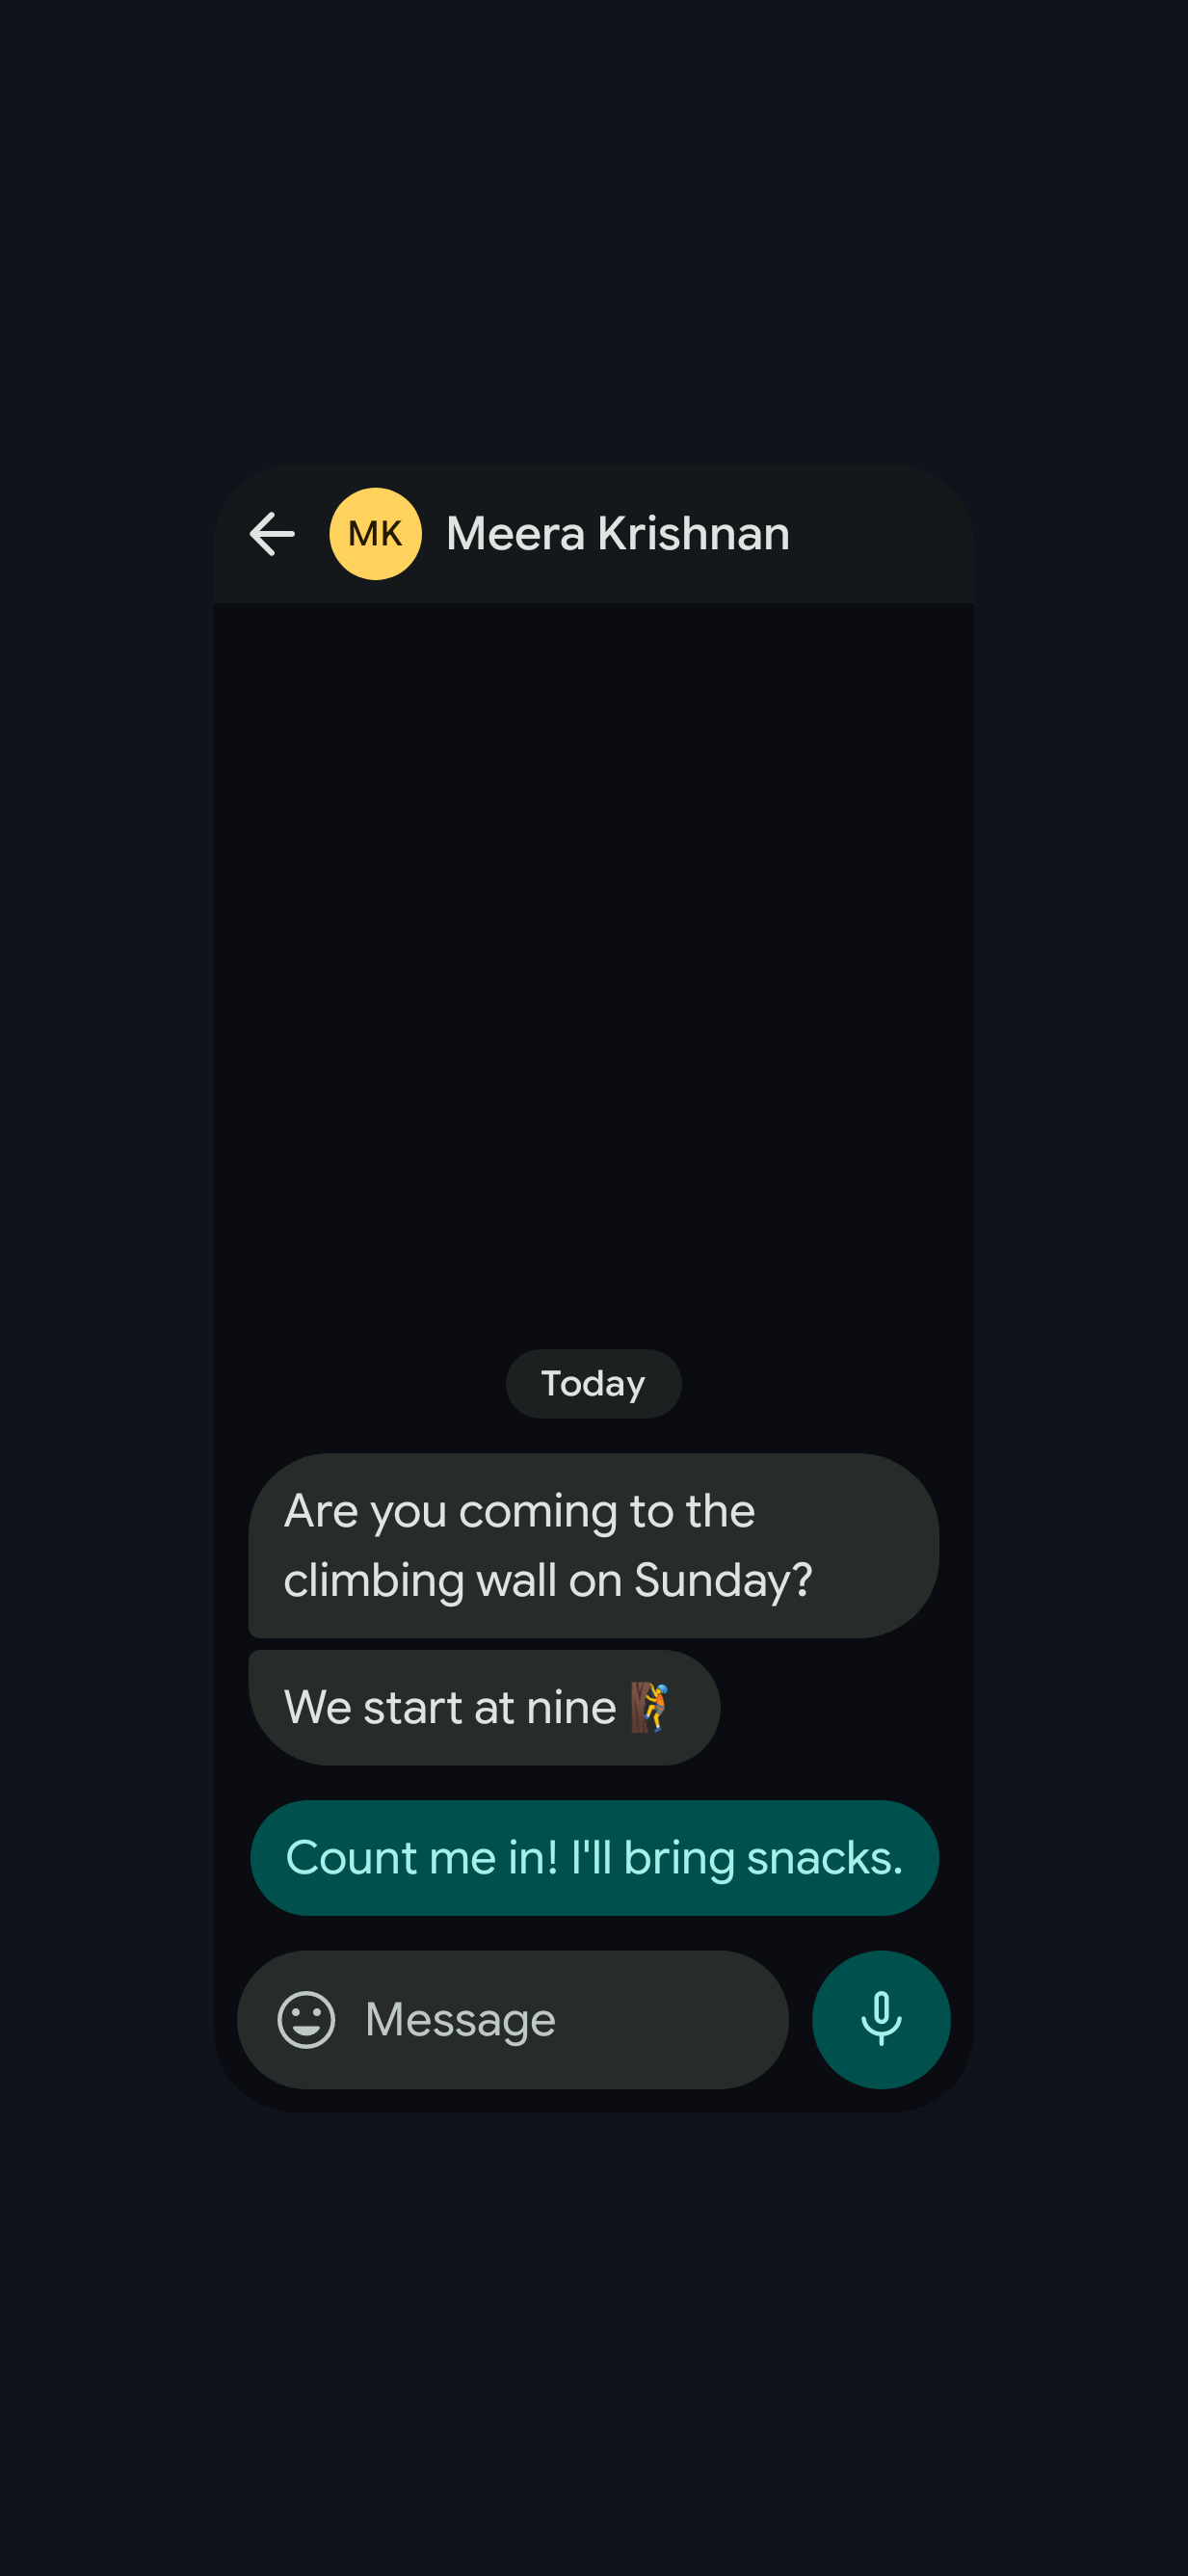 MK Meera Krishnan
Today
Are you coming to the
climbing wall on Sunday?
We start at nine 🧗
Count me in! I'll bring snacks.
Message